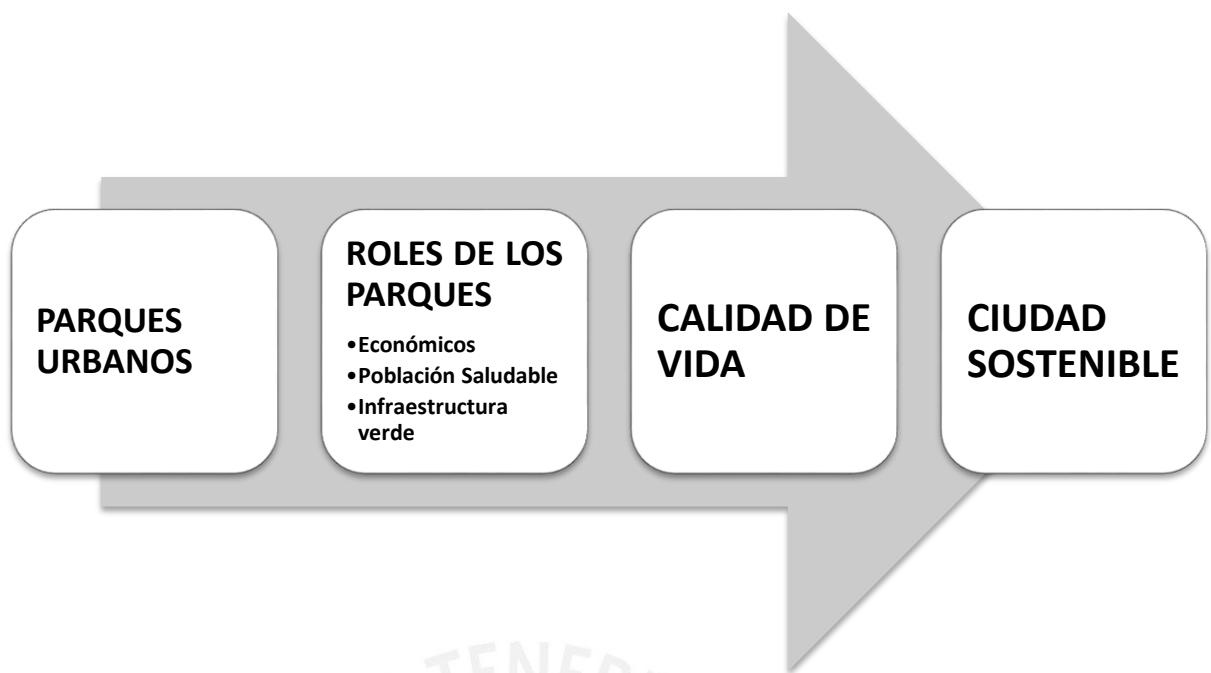 PARQUES
URBANOS
ROLES DE LOS
PARQUES
•Económicos
•Población Saludable
•Infraestructura
verde
CALIDAD DE
VIDA
CIUDAD
SOSTENIBLE